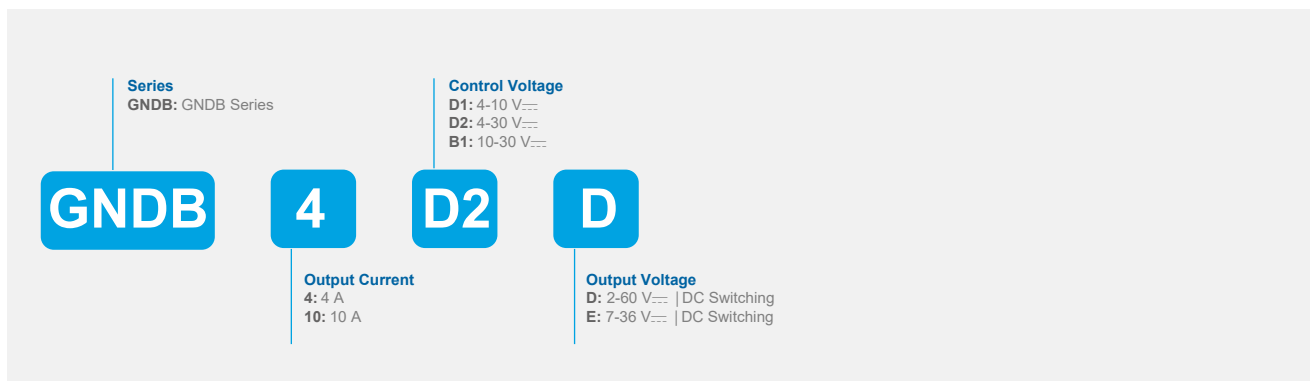 Series
GNDB: GNDB Series
Control Voltage
D1: 4-10 V⎓
D2: 4-30 V⎓
B1: 10-30 V⎓
GNDB 4 D2 D
Output Current
4: 4 A
10: 10 A
Output Voltage
D: 2-60 V⎓ | DC Switching
E: 7-36 V⎓ | DC Switching